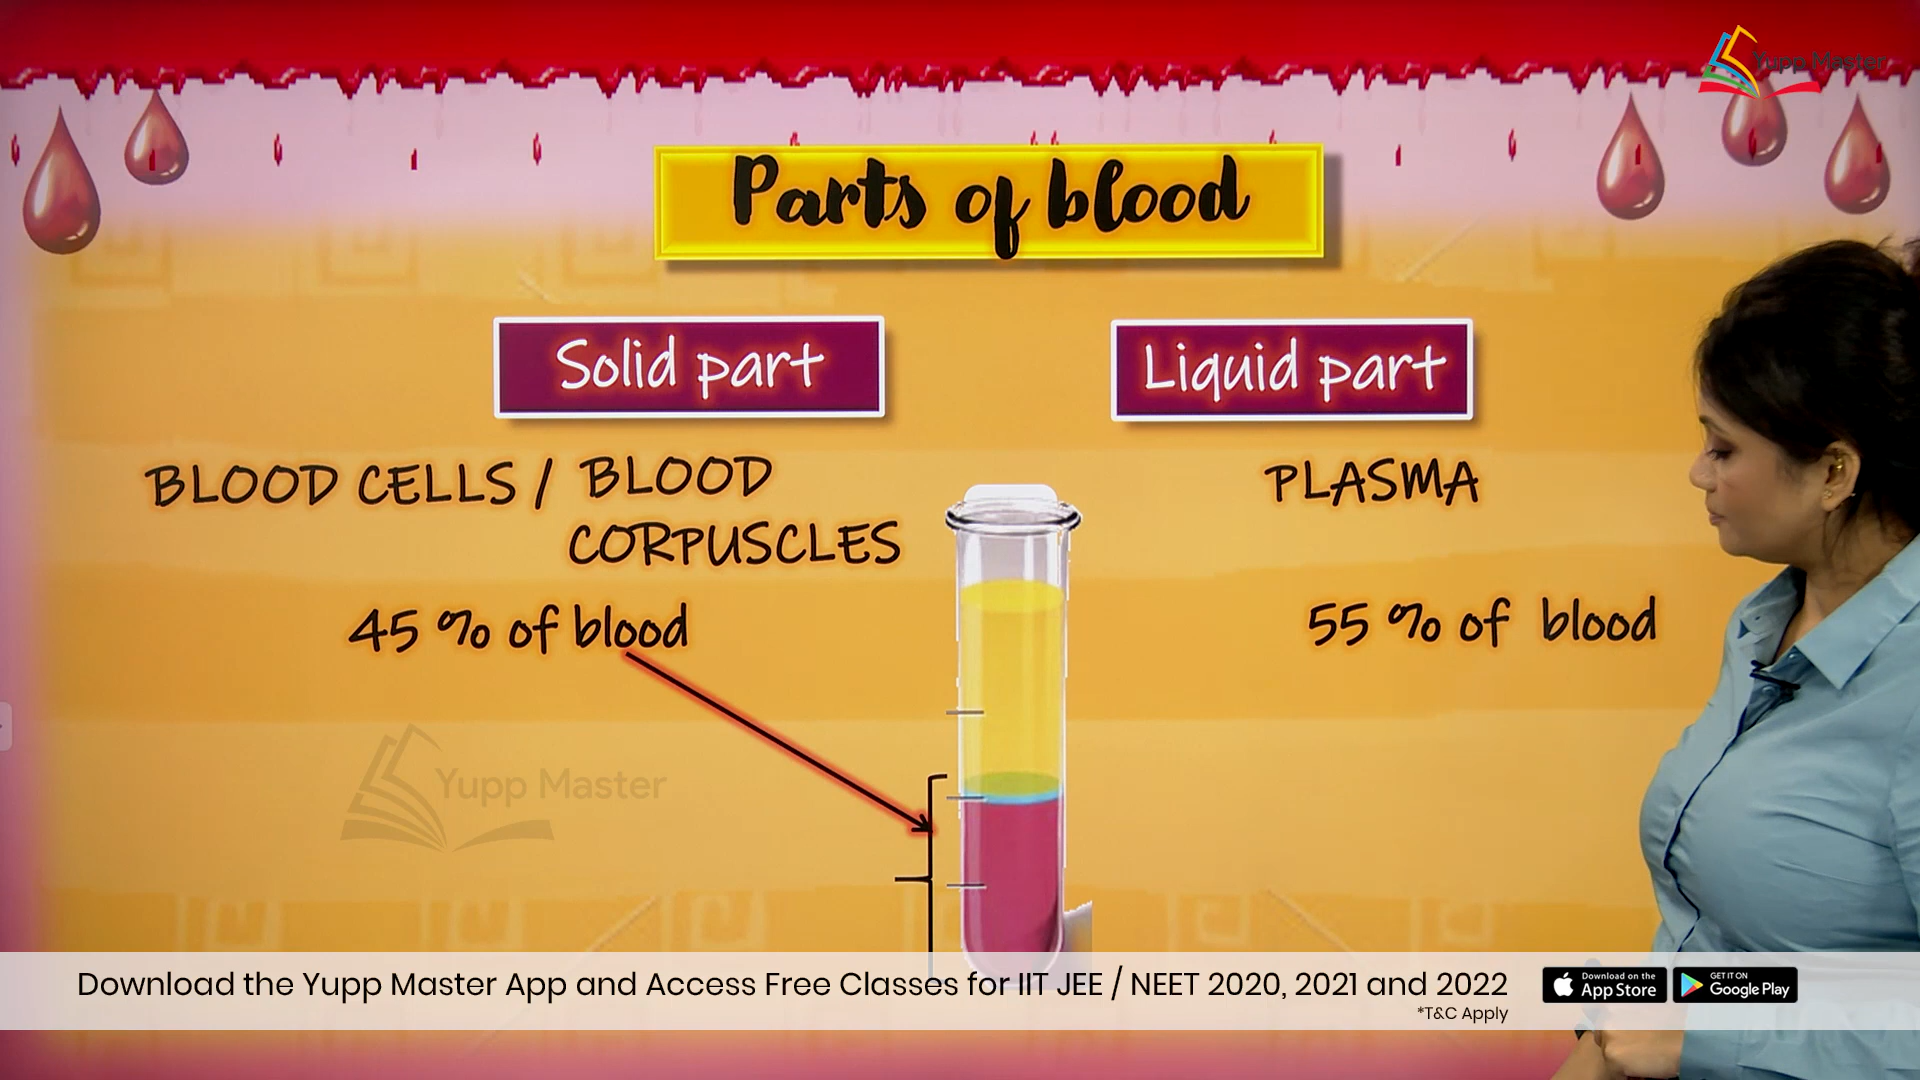 Yupp Master
Parts of blood
Solid part
Liquid part
BLOOD CELLS / BLOOD
CORPUSCLES
PLASMA
45 % of blood
55 % of blood
Yupp Master
Download the Yupp Master App and Access Free Classes for IIT JEE / NEET 2020, 2021 and 2022
*T&C Apply
Download on the
App Store
GET IT ON
Google Play